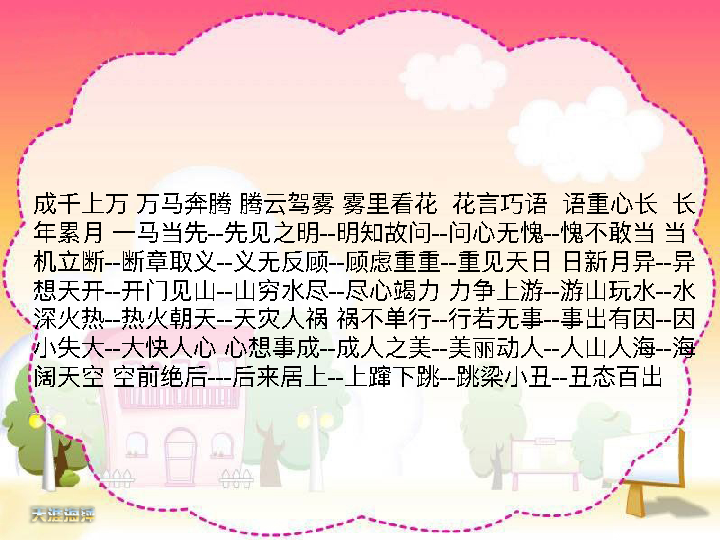 成千上万 万马奔腾 腾云驾雾 雾里看花  花言巧语  语重心长  长
年累月 一马当先--先见之明--明知故问--问心无愧--愧不敢当 当
机立断--断章取义--义无反顾--顾虑重重--重见天日 日新月异--异
想天开--开门见山--山穷水尽--尽心竭力 力争上游--游山玩水--水
深火热--热火朝天--天灾人祸 祸不单行--行若无事--事出有因--因
小失大--大快人心 心想事成--成人之美--美丽动人--人山人海--海
阔天空 空前绝后---后来居上--上蹿下跳--跳梁小丑--丑态百出